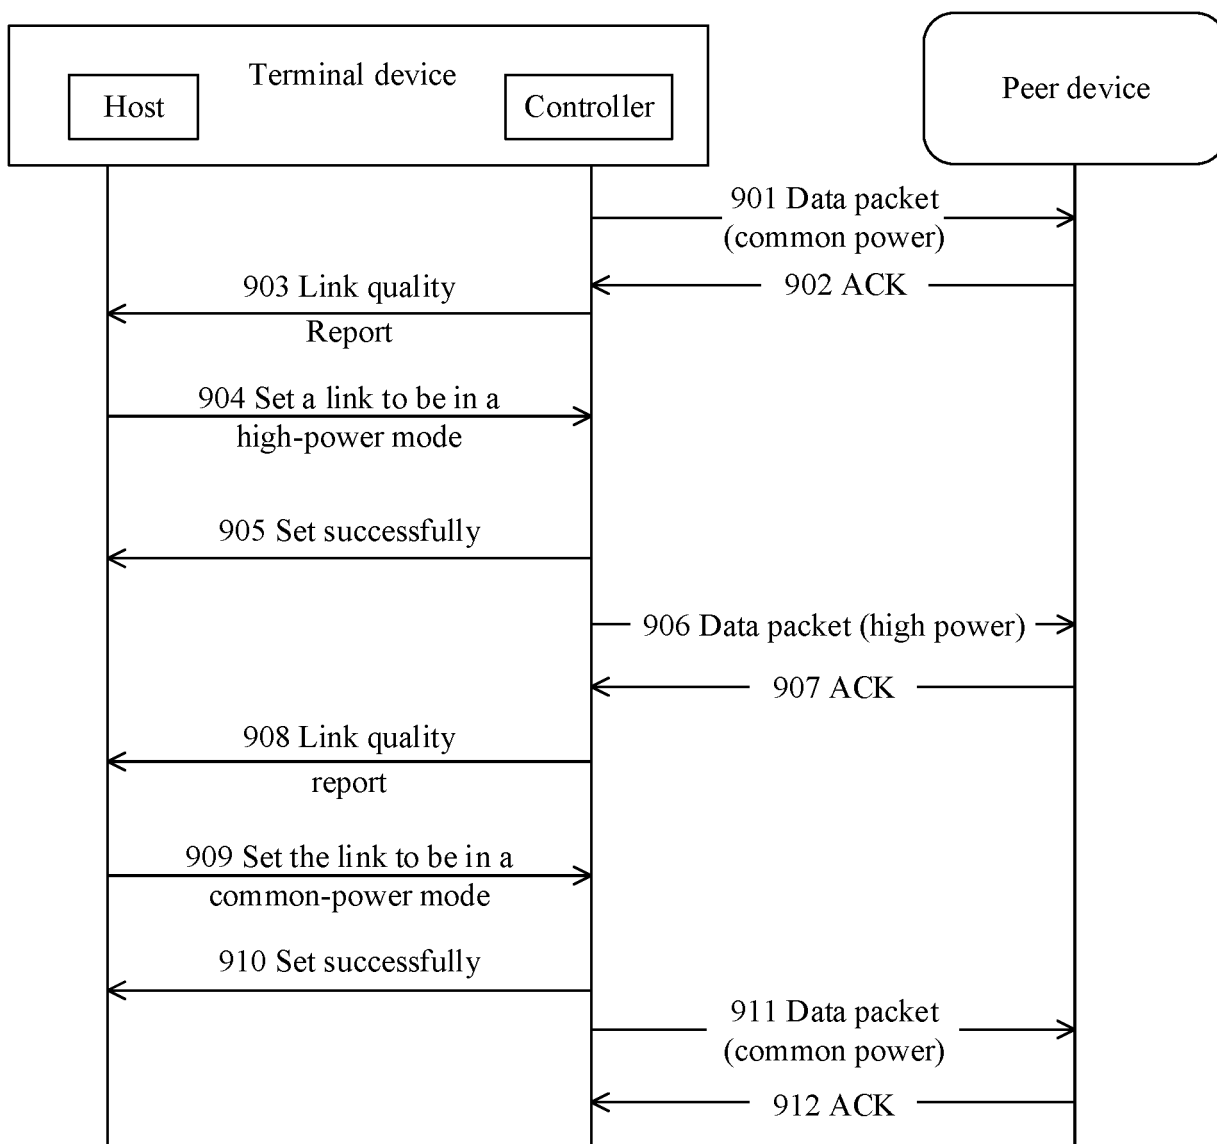 Terminal device
Host
Controller
Peer device
901 Data packet
(common power)
902 ACK
903 Link quality
Report
904 Set a link to be in a
high-power mode
905 Set successfully
906 Data packet (high power)
907 ACK
908 Link quality
report
909 Set the link to be in a
common-power mode
910 Set successfully
911 Data packet
(common power)
912 ACK